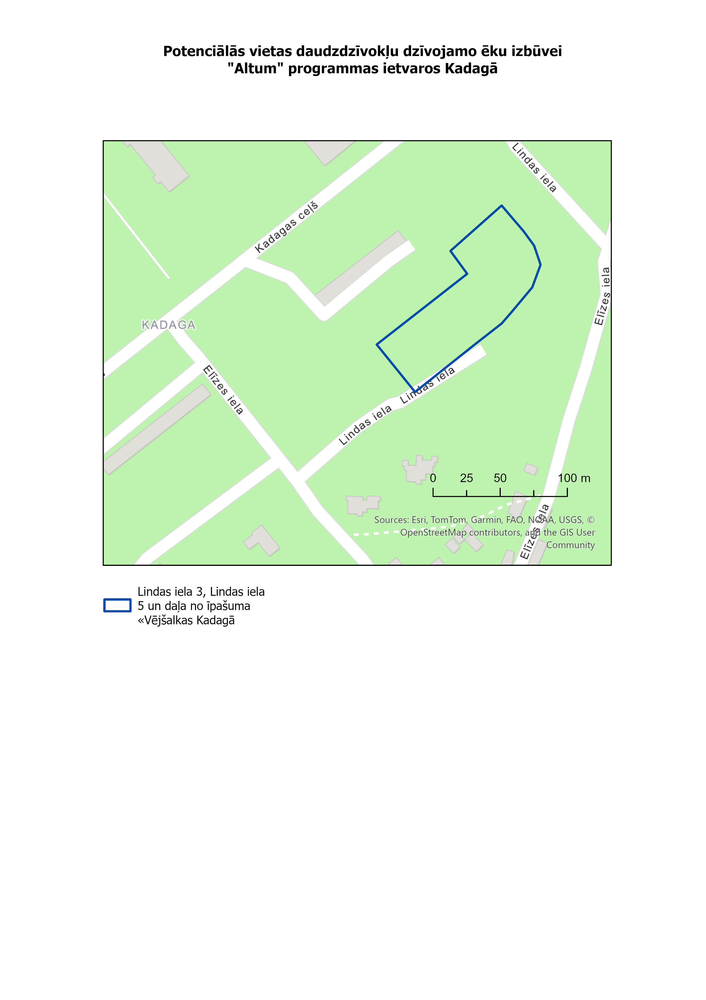 Potenciālās vietas daudzdzīvokļu dzīvojamo ēku izbūvei
"Altum" programmas ietvaros Kadagā
Lindas iela
Kadagas ceļš
Elīzes iela
KADAGA
Elīzes iela
Lindas iela
Lindas iela
0 25 50 100 m
Elīzes iela
Sources: Esri, TomTom, Garmin, FAO, NOAA, USGS, ©
OpenStreetMap contributors, and the GIS User
Community
Lindas iela 3, Lindas iela
5 un daļa no īpašuma
«Vējšalkas Kadagā